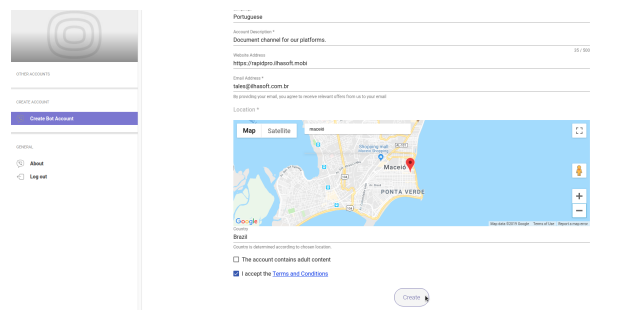 Portuguese
Account Description *
Document channel for our platforms.
35 / 500
Website Address
https://rapidpro.ilhasoft.mobi
Email Address *
tales@ilhasoft.com.br
By providing your email, you agree to receive relevant offers from us to your email
Location *
Map
Satellite
maceió
Maceió
PONTA VERDE
Google
Map data ©2019 Google
Terms of Use
Report a map error
Country
Brazil
Country is determined according to chosen location.
The account contains adult content
I accept the Terms and Conditions
Create
OTHER ACCOUNTS
CREATE ACCOUNT
Create Bot Account
GENERAL
About
Log out